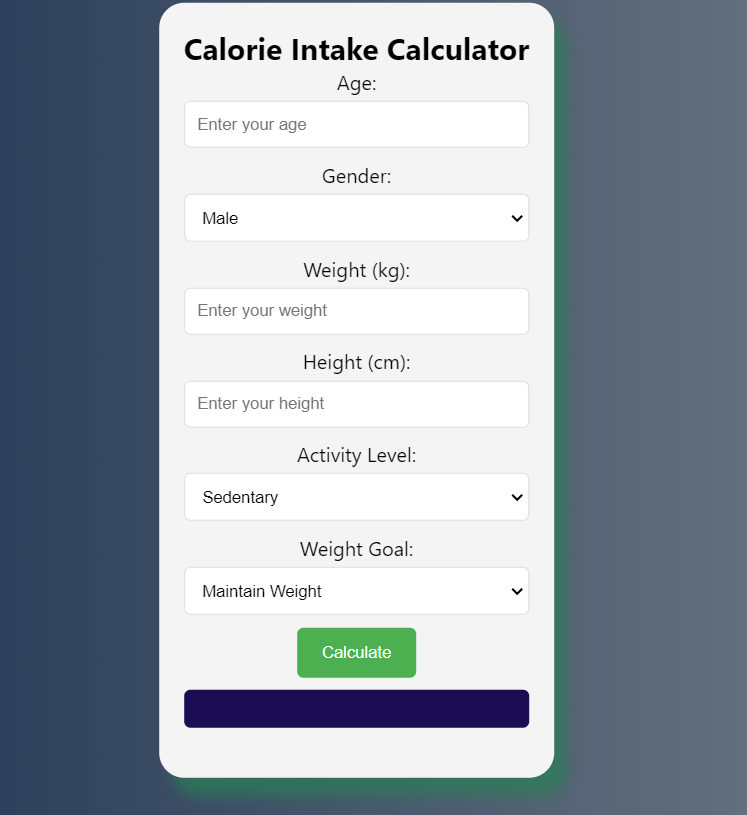 Calorie Intake Calculator
Age:
Enter your age
Gender:
Male
Weight (kg):
Enter your weight
Height (cm):
Enter your height
Activity Level:
Sedentary
Weight Goal:
Maintain Weight
Calculate